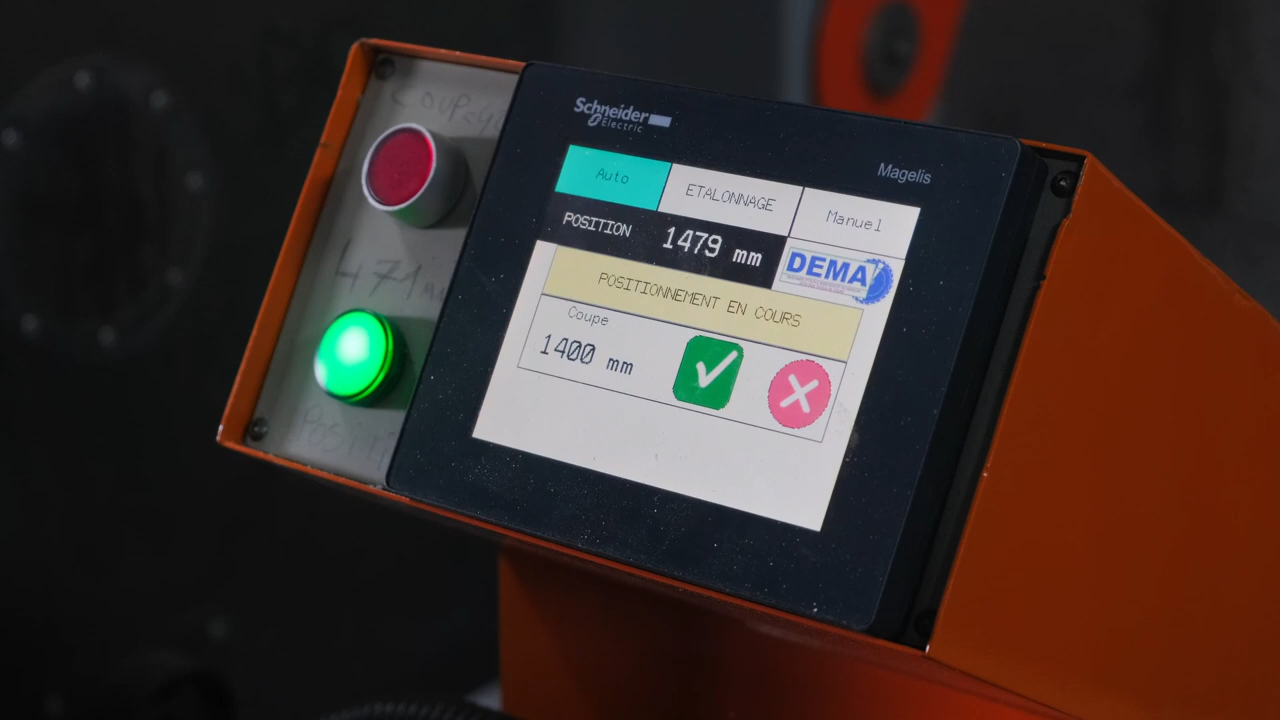 Schneider
Electric
Magelis
Auto
ETALONNAGE
Manuel
POSITION
1479 mm
DEMA
POSITIONNEMENT EN COURS
Coupe
1400 mm